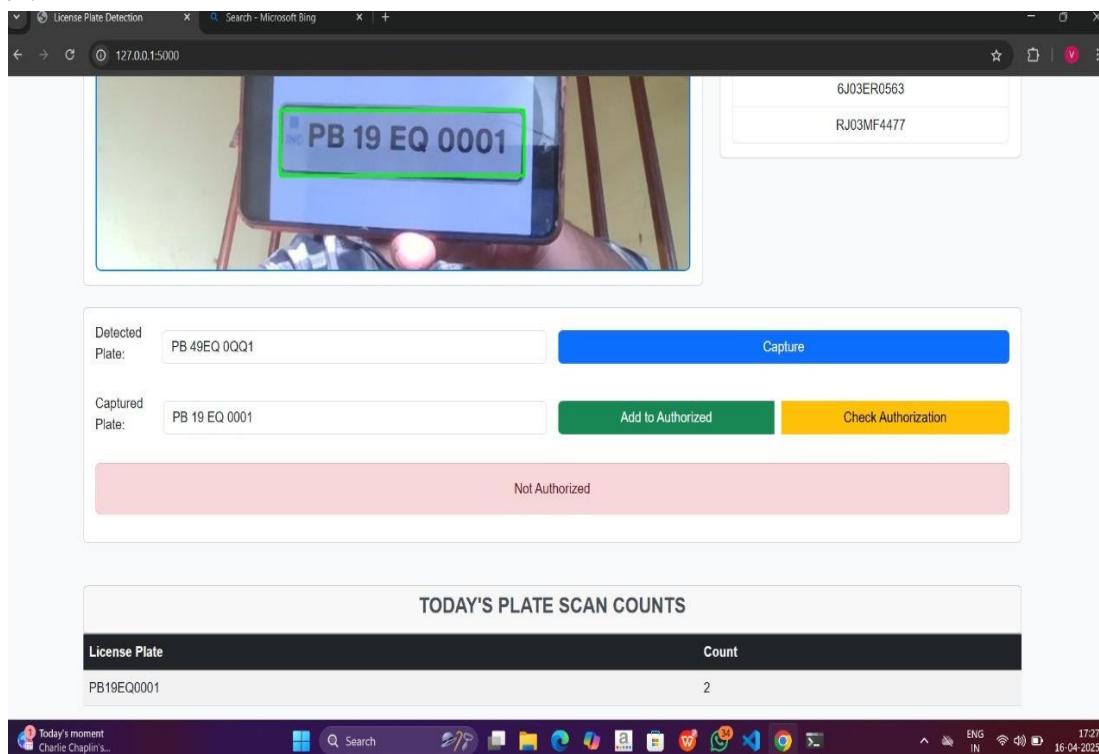 License Plate Detection
Search - Microsoft Bing
127.0.0.1:5000
V
6J03ER0563
RJ03MF4477
IND PB 19 EQ 0001
Detected Plate:
PB 49EQ 0QQ1
Capture
Captured Plate:
PB 19 EQ 0001
Add to Authorized
Check Authorization
Not Authorized
TODAY'S PLATE SCAN COUNTS
License Plate Count
PB19EQ0001 2
1
Today's moment
Charlie Chaplin's...
Search
a
34
ENG
IN
17:27
16-04-2025